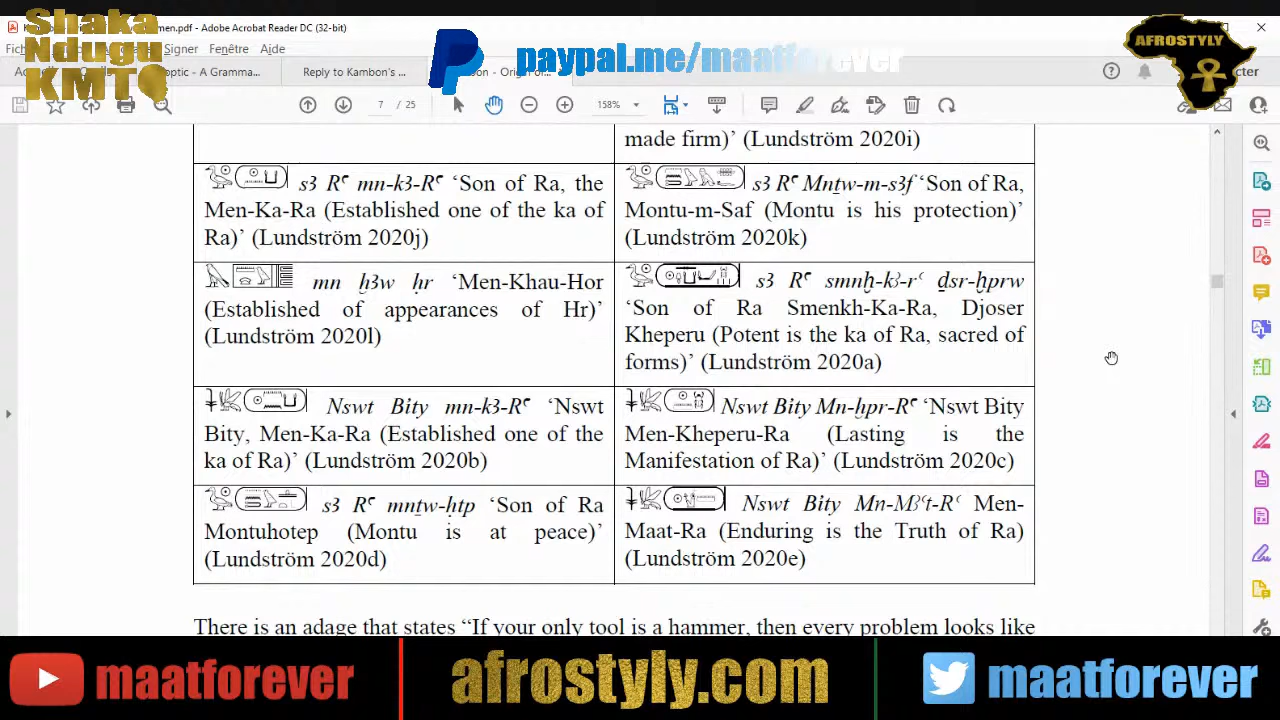 Shaka
Ndugu
KMT
men.pdf - Adobe Acrobat Reader DC (32-bit)
Signer Fenêtre Aide
paypal.me/maatforever
AFROSTYLY
optic - A Gramma...
Reply to Kambon's ...
7 / 25
158%
made firm)’ (Lundström 2020i)
s3 Rˁ mn-k3-Rˁ ‘Son of Ra, the
Men-Ka-Ra (Established one of the ka of
Ra)’ (Lundström 2020j)
s3 Rˁ Mnṯw-m-s3f ‘Son of Ra,
Montu-m-Saf (Montu is his protection)’
(Lundström 2020k)
mn ḫ3w ḥr ‘Men-Khau-Hor
(Established of appearances of Hr)’
(Lundström 2020l)
s3 Rˁ smnḫ-k3-rˁ ḏsr-ḫprw
‘Son of Ra Smenkh-Ka-Ra, Djoser
Kheperu (Potent is the ka of Ra, sacred of
forms)’ (Lundström 2020a)
Nswt Bity mn-k3-Rˁ ‘Nswt
Bity, Men-Ka-Ra (Established one of the
ka of Ra)’ (Lundström 2020b)
Nswt Bity Mn-ḫpr-Rˁ ‘Nswt Bity
Men-Kheperu-Ra (Lasting is the
Manifestation of Ra)’ (Lundström 2020c)
s3 Rˁ mnṯw-ḥtp ‘Son of Ra
Montuhotep (Montu is at peace)’
(Lundström 2020d)
Nswt Bity Mn-M3ˁt-Rˁ Men-
Maat-Ra (Enduring is the Truth of Ra)
(Lundström 2020e)
There is an adage that states “If your only tool is a hammer, then every problem looks like
maatforever
afrostyly.com
maatforever